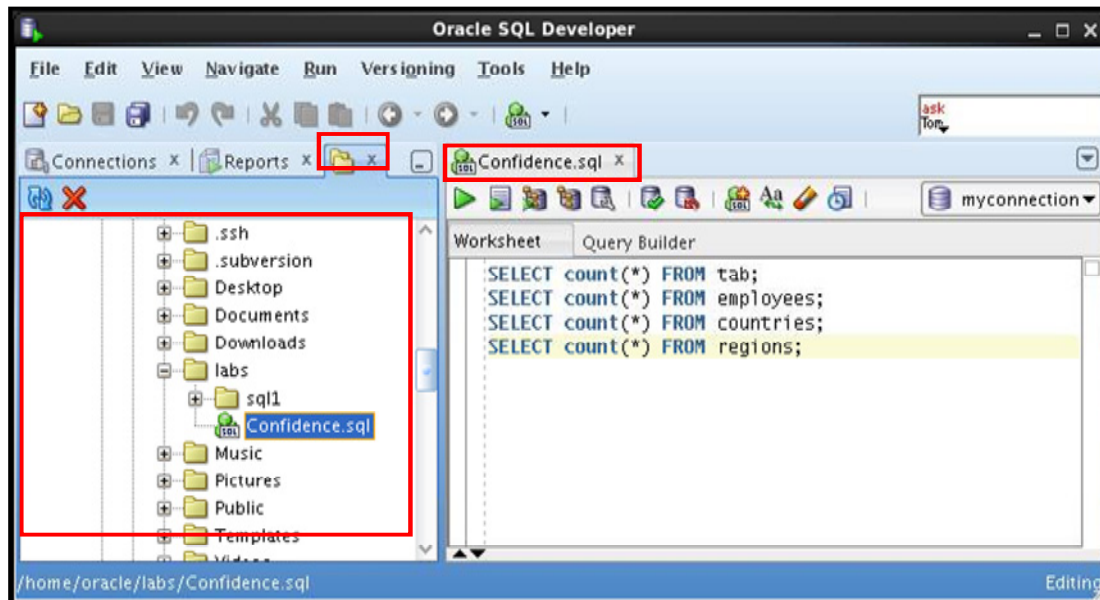 Oracle SQL Developer
File Edit View Navigate Run Versioning Tools Help
ask
Tom
Connections x Reports x x
Confidence.sql x
myconnection
.ssh
.subversion
Desktop
Documents
Downloads
labs
sql1
Confidence.sql
Music
Pictures
Public
Templates
Worksheet Query Builder
SELECT count(*) FROM tab;
SELECT count(*) FROM employees;
SELECT count(*) FROM countries;
SELECT count(*) FROM regions;
/home/oracle/labs/Confidence.sql
Editing